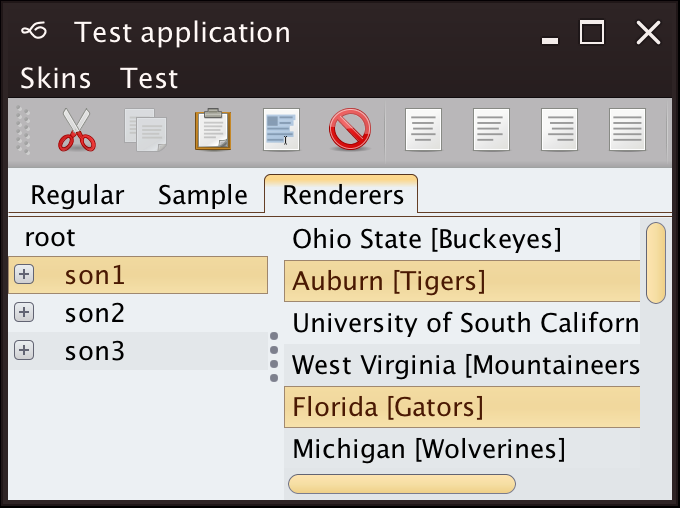 Test application
Skins Test
Regular Sample Renderers
root
son1
son2
son3
Ohio State [Buckeyes]
Auburn [Tigers]
University of South Californ
West Virginia [Mountaineers
Florida [Gators]
Michigan [Wolverines]